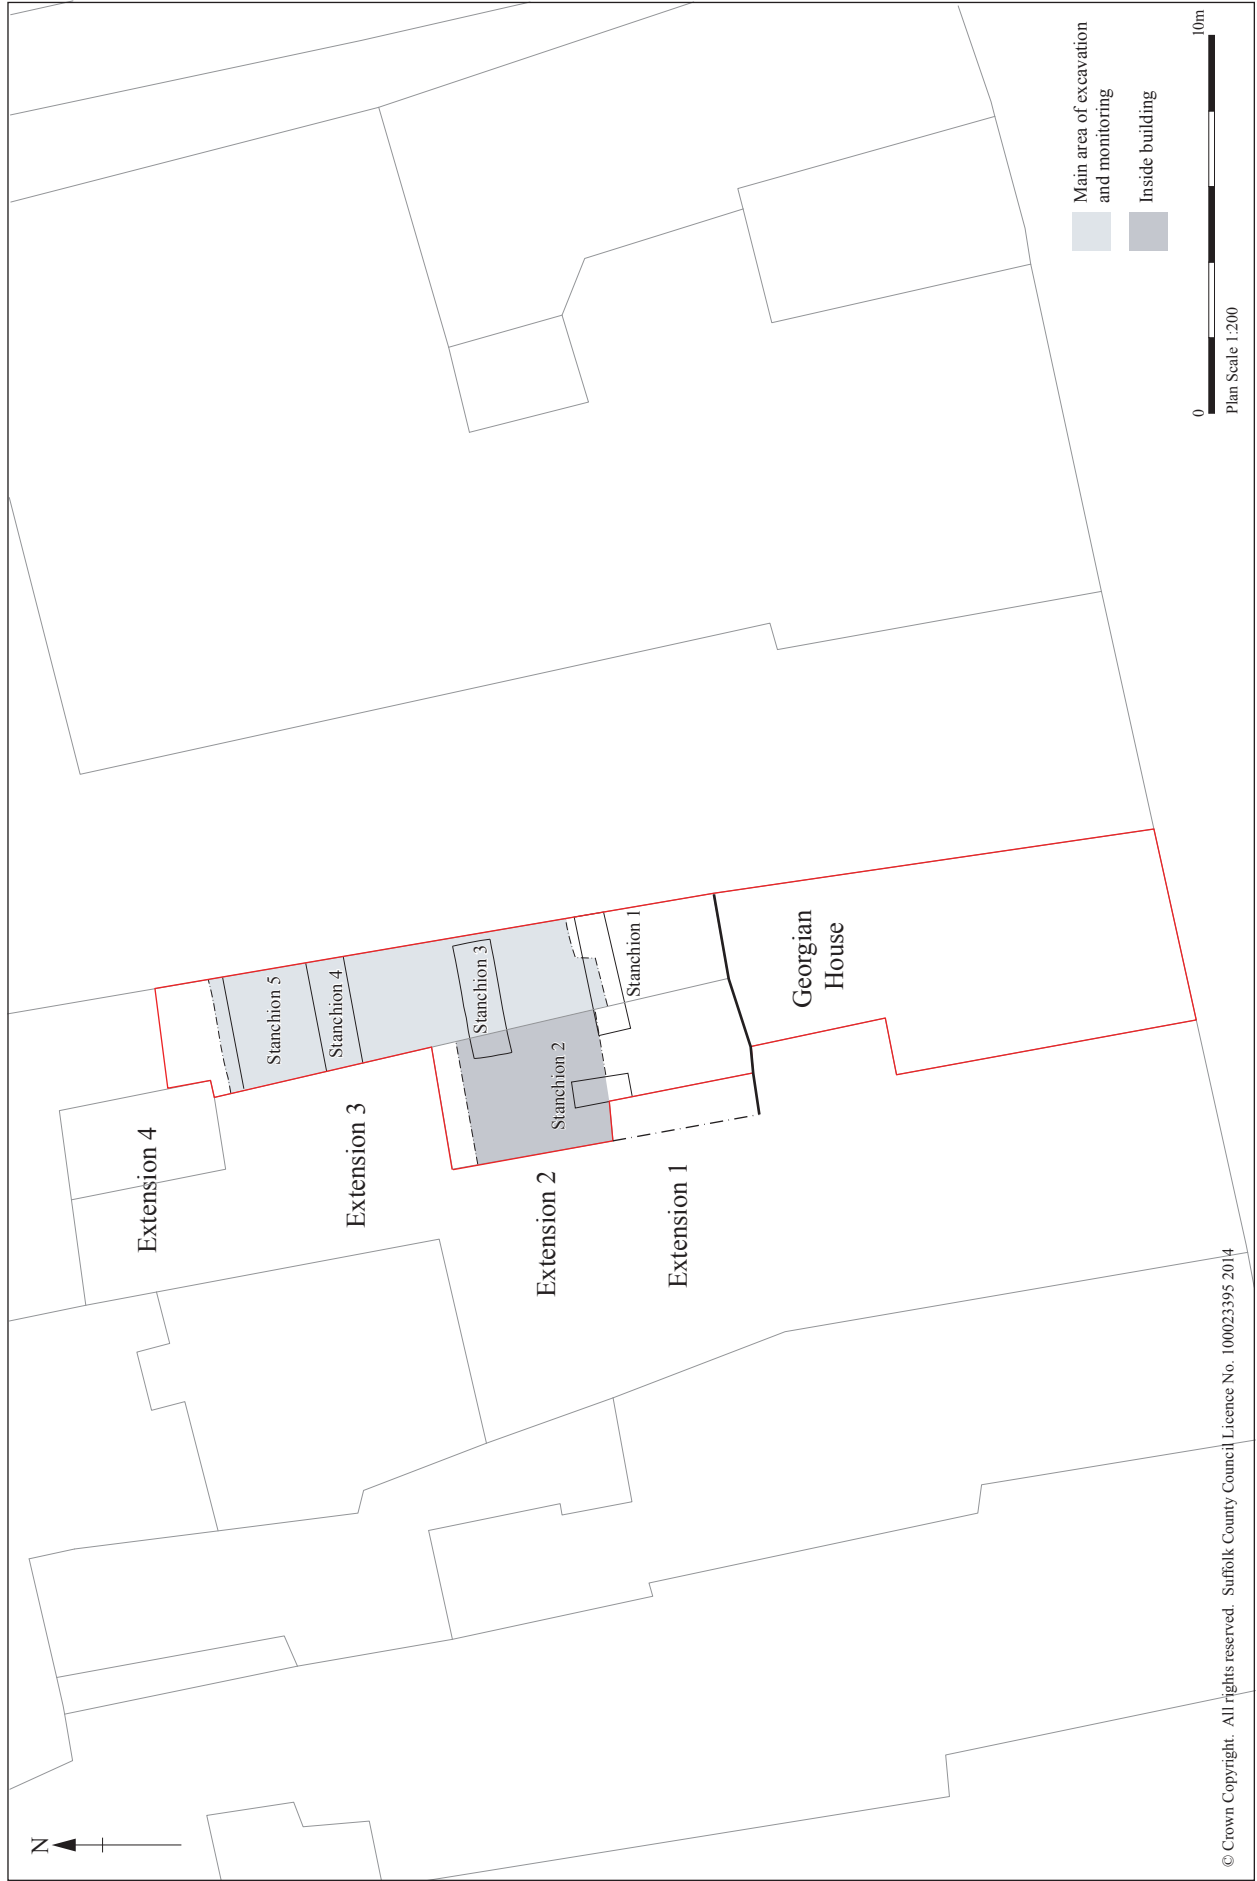 N
Extension 4
Extension 3
Extension 2
Extension 1
Stanchion 5
Stanchion 4
Stanchion 3
Stanchion 2
Stanchion 1
Georgian
House
Main area of excavation
and monitoring
Inside building
0
10m
Plan Scale 1:200
© Crown Copyright. All rights reserved. Suffolk County Council Licence No. 100023395 2014